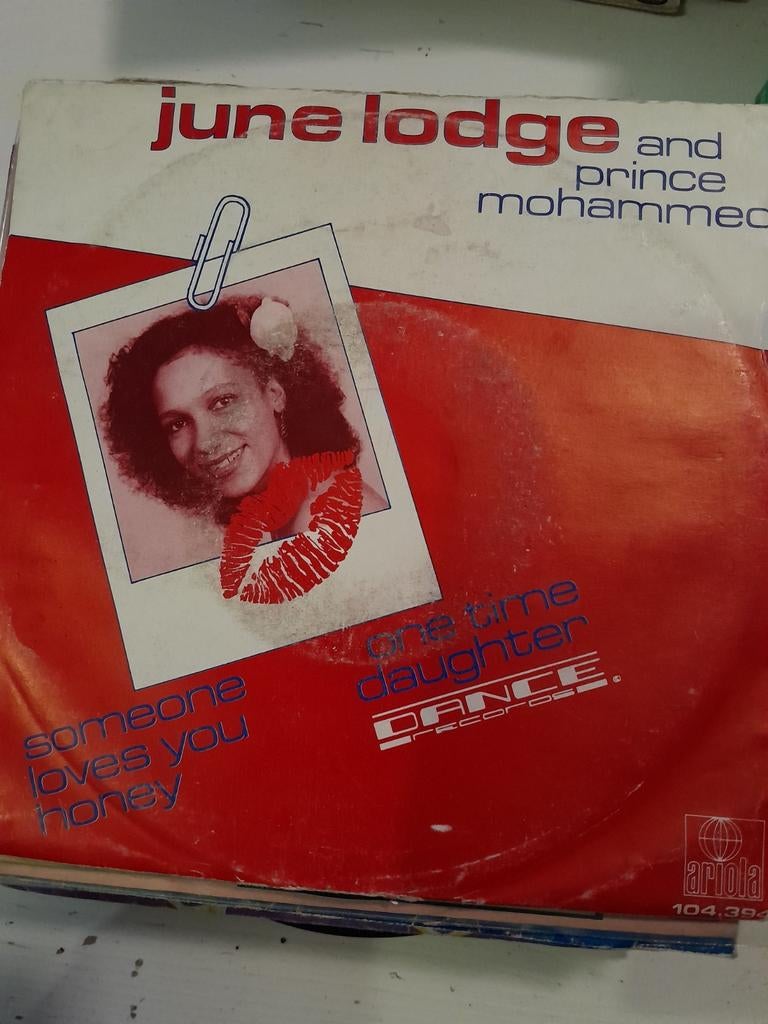 june lodge and
prince
mohammed
one time
daughter
DANCE.
records
someone
loves you
honey
ariola
104.394